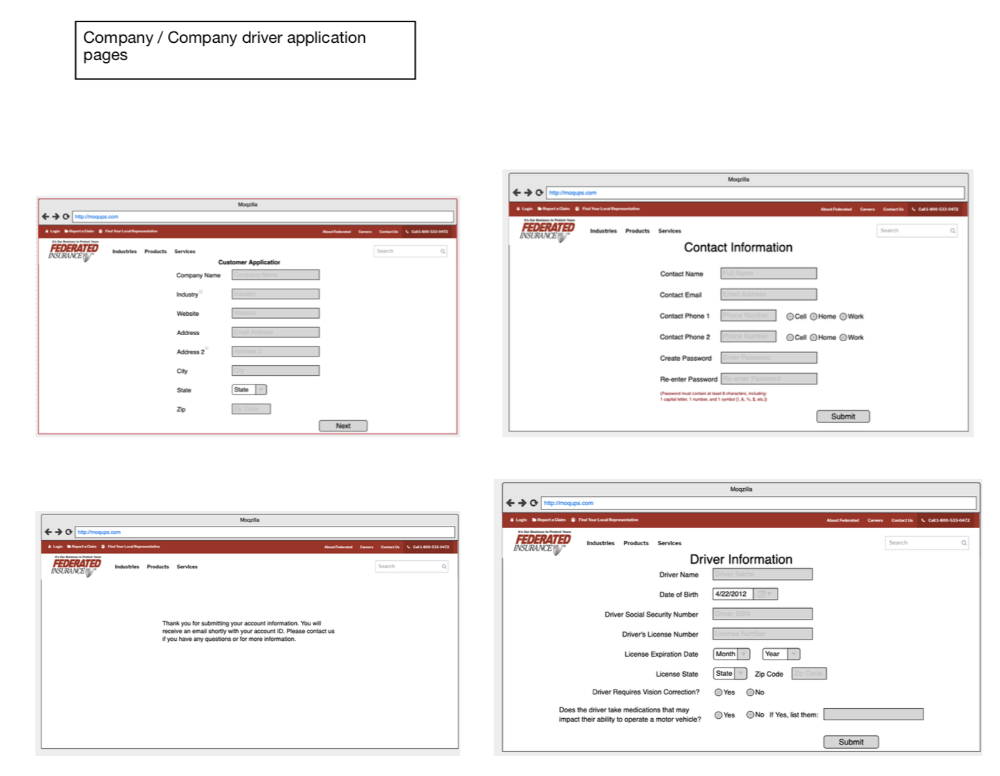 Company / Company driver application
pages
Moqzilla
http://moqups.com
Login Report a Claim Find Your Local Representative About Federated Careers Contact Us Call 1-800-533-0472
It's Our Business to Protect Yours
FEDERATED
INSURANCE
Industries Products Services Search
Customer Applicatior
Company Name Company Name
Industry Industry
Website Website
Address Email Address
Address 2 Address 2
City City
State State
Zip Zip Code
Next
Moqzilla
http://moqups.com
Login Report a Claim Find Your Local Representative About Federated Careers Contact Us Call 1-800-533-0472
It's Our Business to Protect Yours
FEDERATED
INSURANCE
Industries Products Services Search
Contact Information
Contact Name Full Name
Contact Email Email Address
Contact Phone 1 Phone Number Cell Home Work
Contact Phone 2 Phone Number Cell Home Work
Create Password Enter Password
Re-enter Password Re-enter Password
(Password must contain at least 8 characters, including:
1 capital letter, 1 number, and 1 symbol (!, &, %, $, etc.))
Submit
Moqzilla
http://moqups.com
Login Report a Claim Find Your Local Representative About Federated Careers Contact Us Call 1-800-533-0472
It's Our Business to Protect Yours
FEDERATED
INSURANCE
Industries Products Services Search
Thank you for submitting your account information. You will
receive an email shortly with your account ID. Please contact us
if you have any questions or for more information.
Moqzilla
http://moqups.com
Login Report a Claim Find Your Local Representative About Federated Careers Contact Us Call 1-800-533-0472
It's Our Business to Protect Yours
FEDERATED
INSURANCE
Industries Products Services Search
Driver Information
Driver Name Driver Name
Date of Birth 4/22/2012
Driver Social Security Number Driver SSN
Driver's License Number License Number
License Expiration Date Month Year
License State State Zip Code Zip Code
Driver Requires Vision Correction? Yes No
Does the driver take medications that may
impact their ability to operate a motor vehicle? Yes No If Yes, list them:
Submit